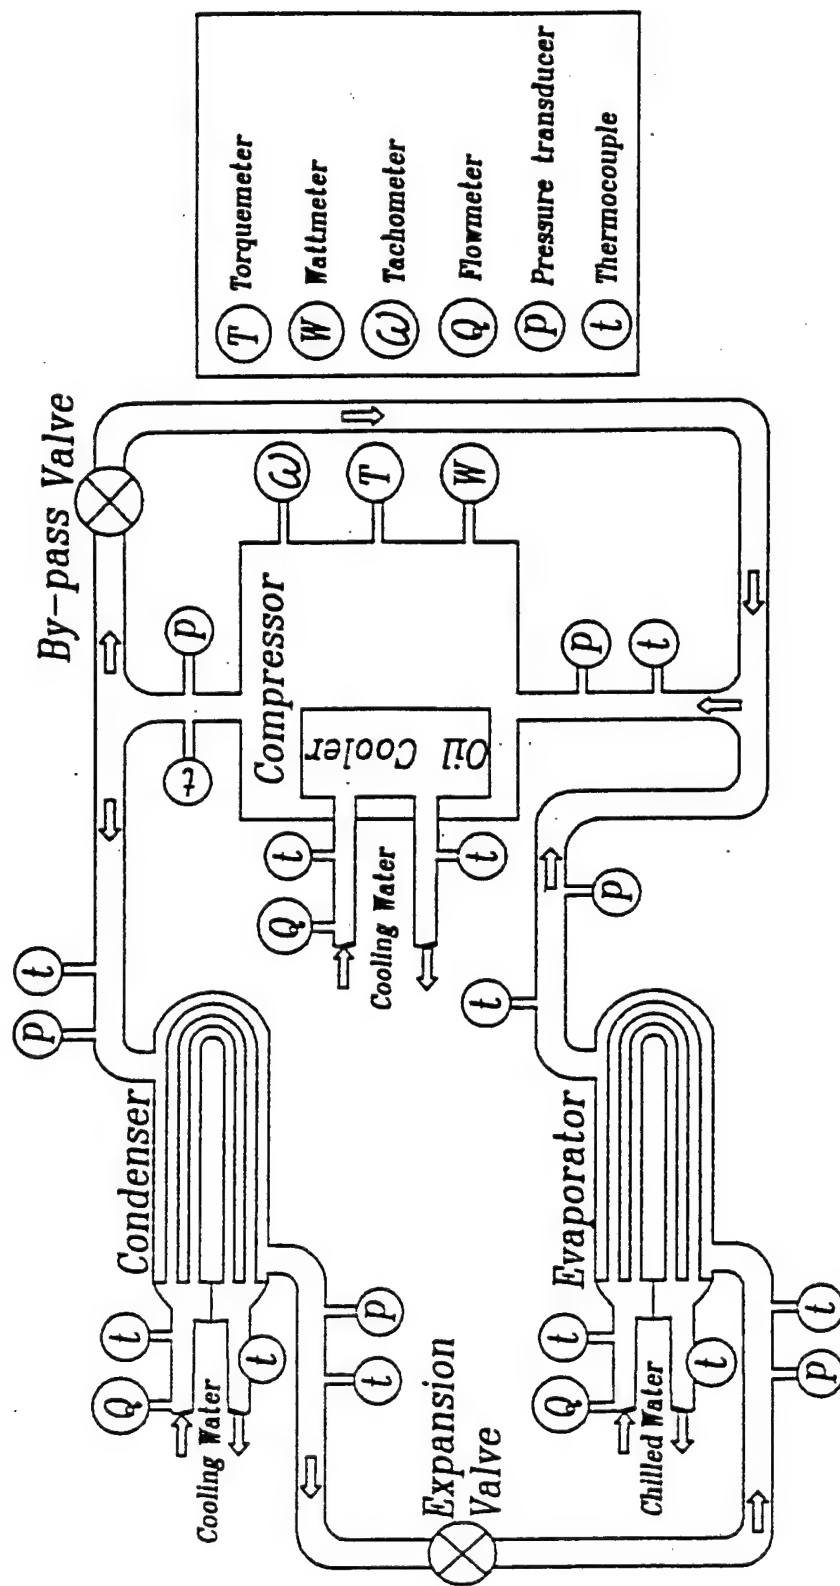 P t
By-pass Valve
Q t
Condenser
t P
Cooling Water
t
Compressor
ω
Q t
Oil Cooler
T
t P
Cooling Water
Expansion
Valve
W
t
t
Q t
Evaporator
P
P
t
Chilled Water
t
P t
T Torquemeter
W Wattmeter
ω Tachometer
Q Flowmeter
P Pressure transducer
t Thermocouple